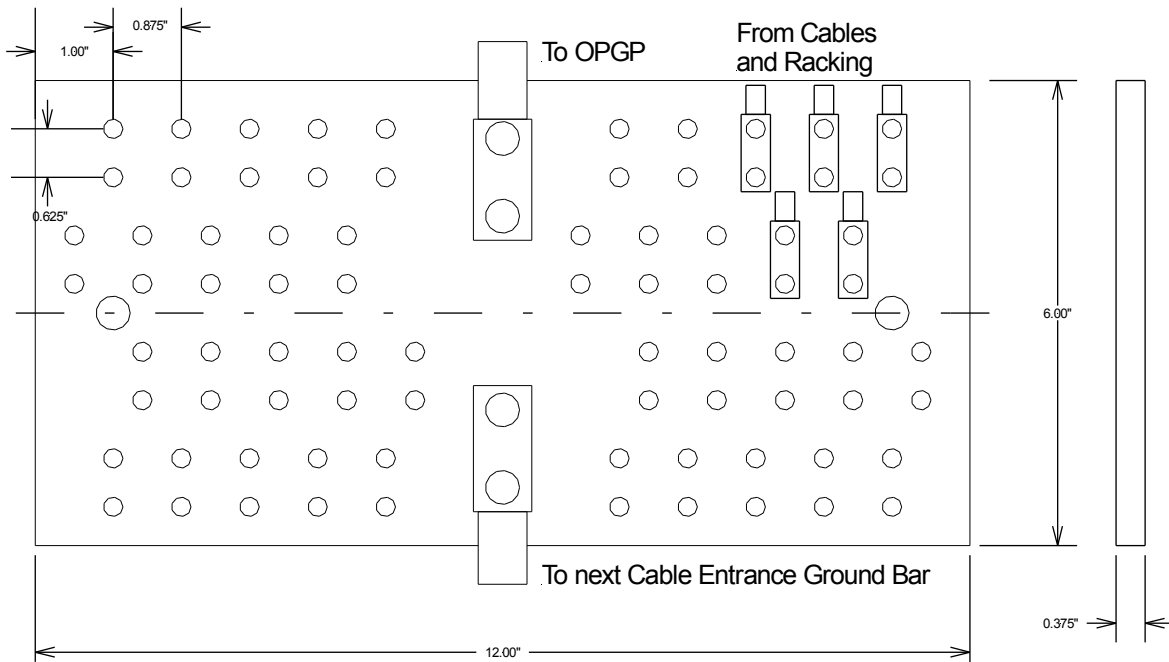 0.875"
1.00"
To OPGP
From Cables
and Racking
0.625"
6.00"
To next Cable Entrance Ground Bar
0.375"
12.00"